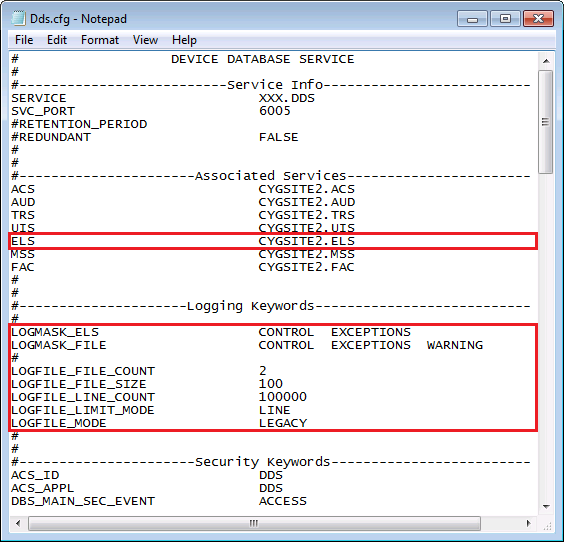 Dds.cfg - Notepad
File Edit Format View Help
# DEVICE DATABASE SERVICE
#
#--------------------------Service Info--------------------------
SERVICE XXX.DDS
SVC_PORT 6005
#RETENTION_PERIOD
#REDUNDANT FALSE
#
#
#----------------------Associated Services-----------------------
ACS CYGSITE2.ACS
AUD CYGSITE2.AUD
TRS CYGSITE2.TRS
UIS CYGSITE2.UIS
ELS CYGSITE2.ELS
MSS CYGSITE2.MSS
FAC CYGSITE2.FAC
#
#
#---------------------Logging Keywords---------------------------
#
LOGMASK_ELS CONTROL EXCEPTIONS
LOGMASK_FILE CONTROL EXCEPTIONS WARNING
#
LOGFILE_FILE_COUNT 2
LOGFILE_FILE_SIZE 100
LOGFILE_LINE_COUNT 100000
LOGFILE_LIMIT_MODE LINE
LOGFILE_MODE LEGACY
#
#
#----------------------Security Keywords-------------------------
ACS_ID DDS
ACS_APPL DDS
DBS_MAIN_SEC_EVENT ACCESS